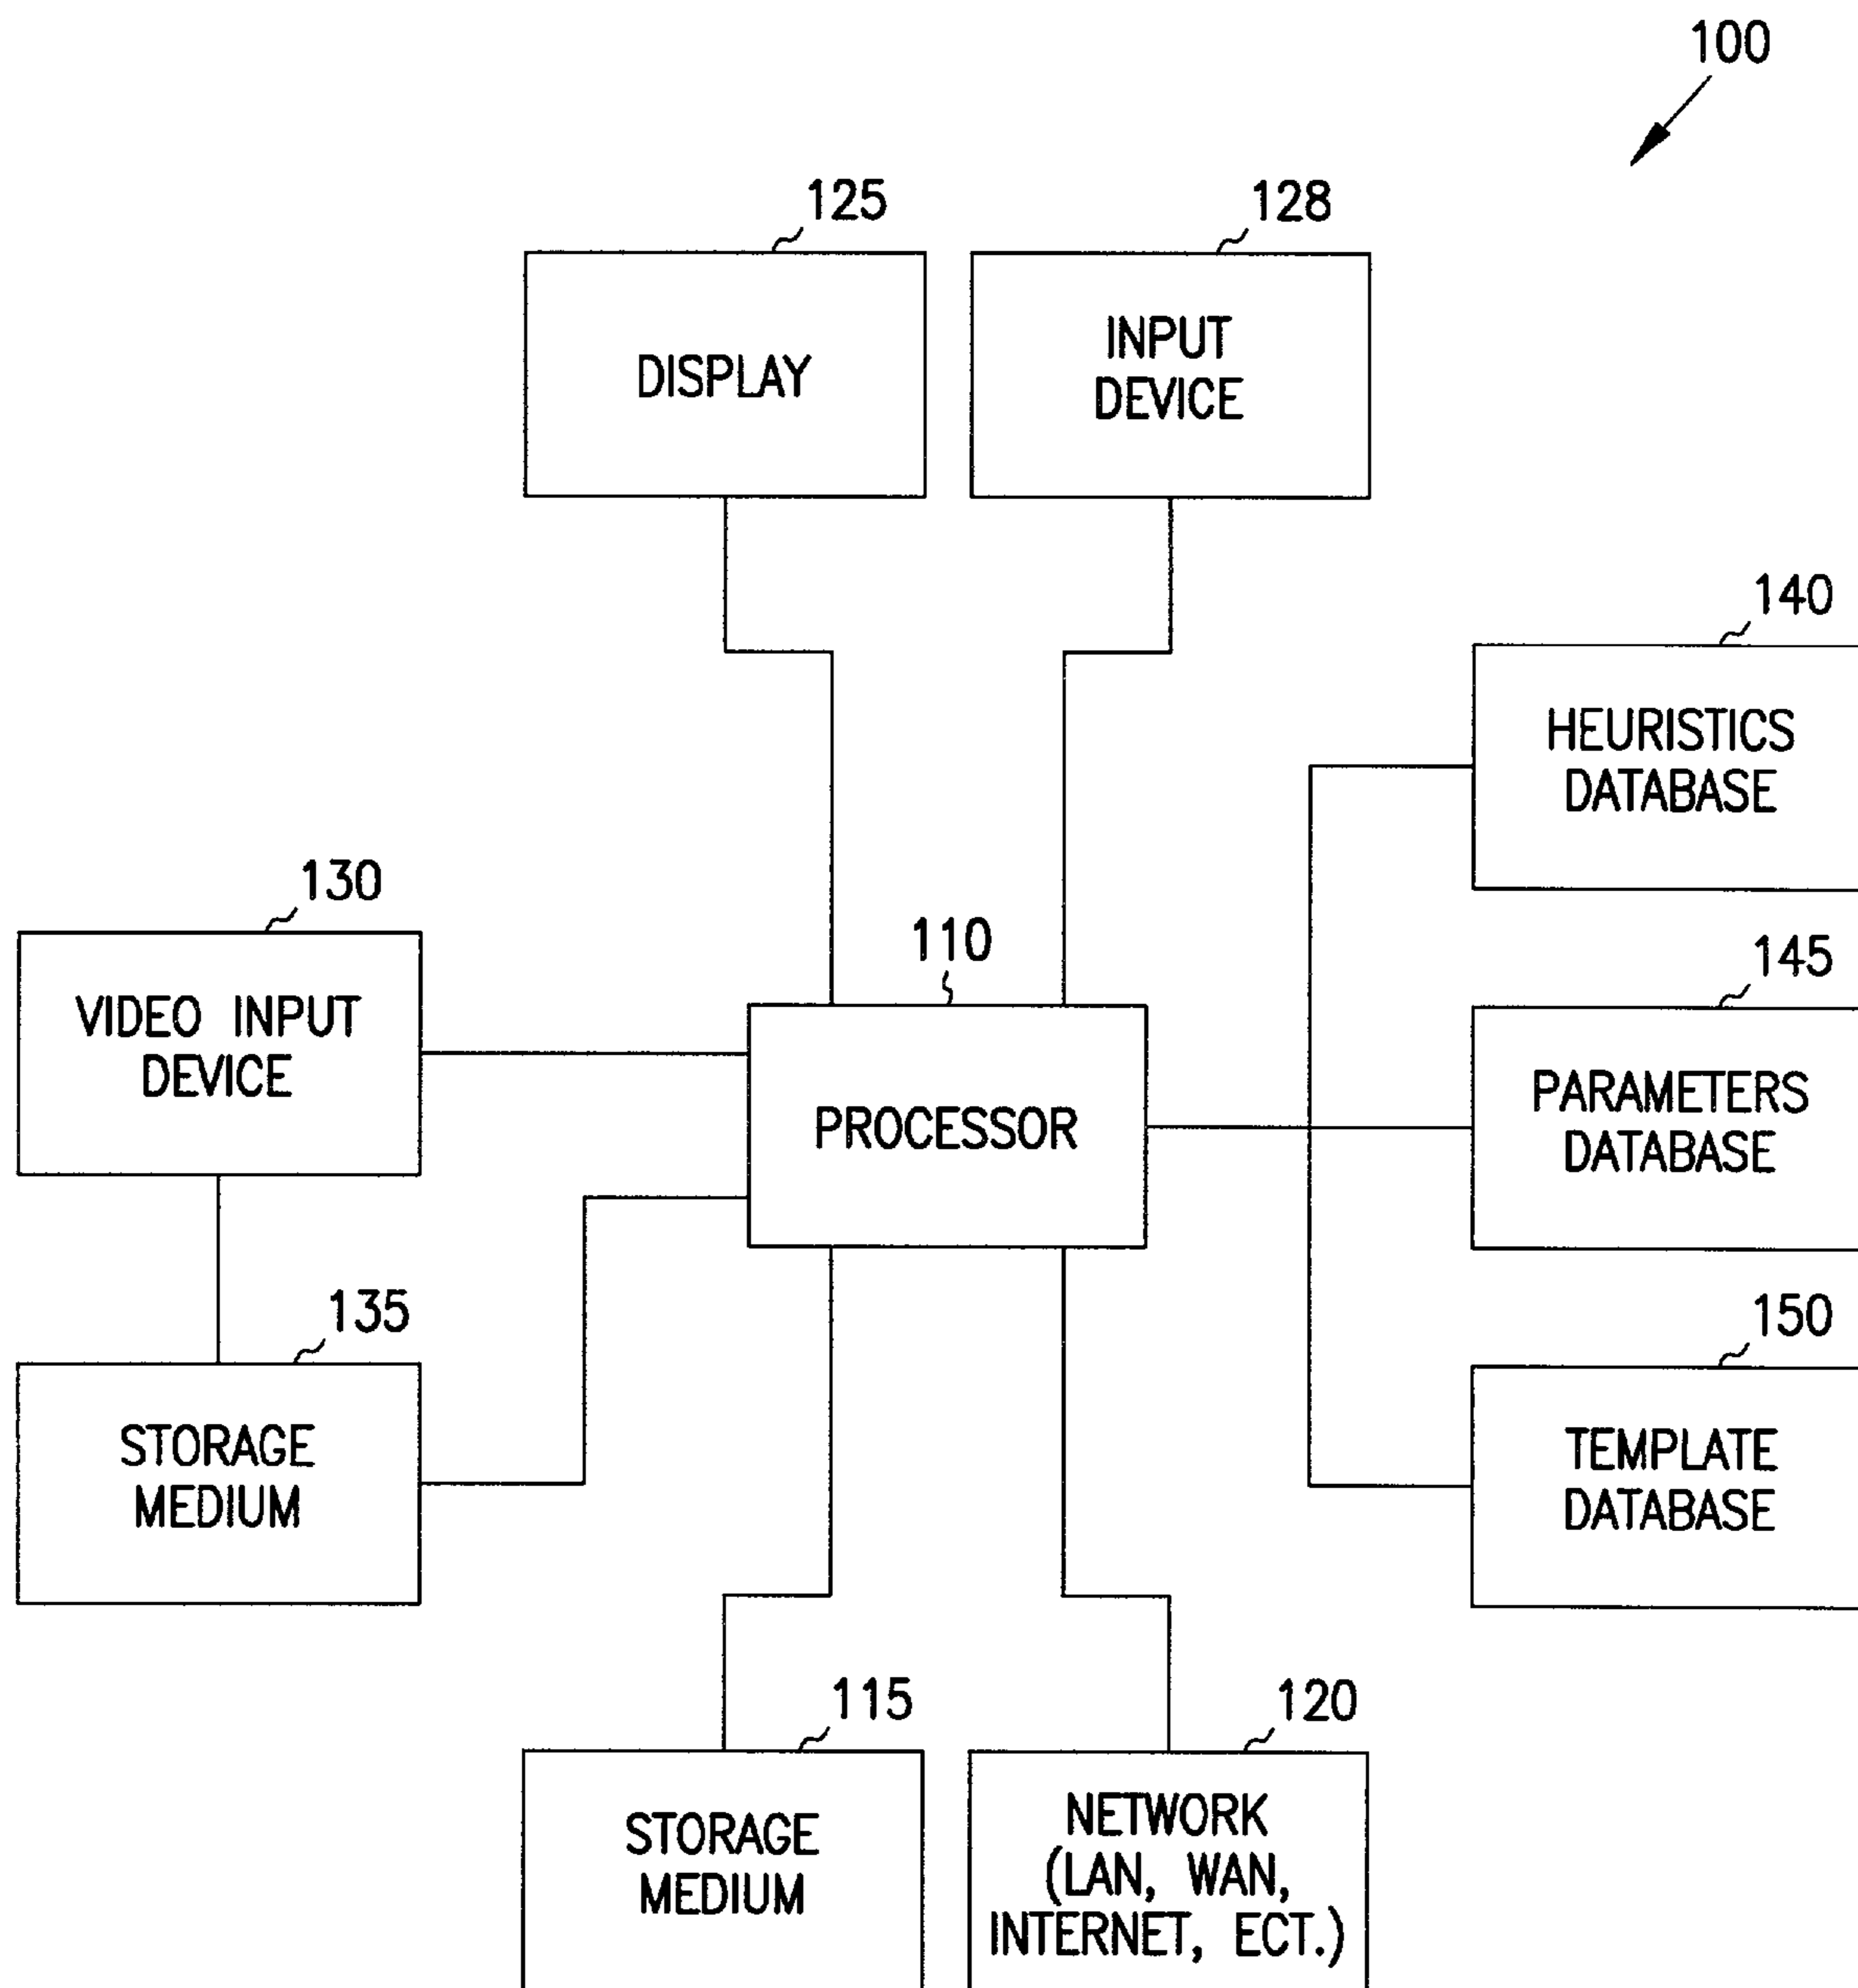 100
125
128
DISPLAY
INPUT
DEVICE
140
HEURISTICS
DATABASE
130
VIDEO INPUT
DEVICE
110
PROCESSOR
145
PARAMETERS
DATABASE
135
STORAGE
MEDIUM
150
TEMPLATE
DATABASE
115
STORAGE
MEDIUM
120
NETWORK
(LAN, WAN,
INTERNET, ECT.)